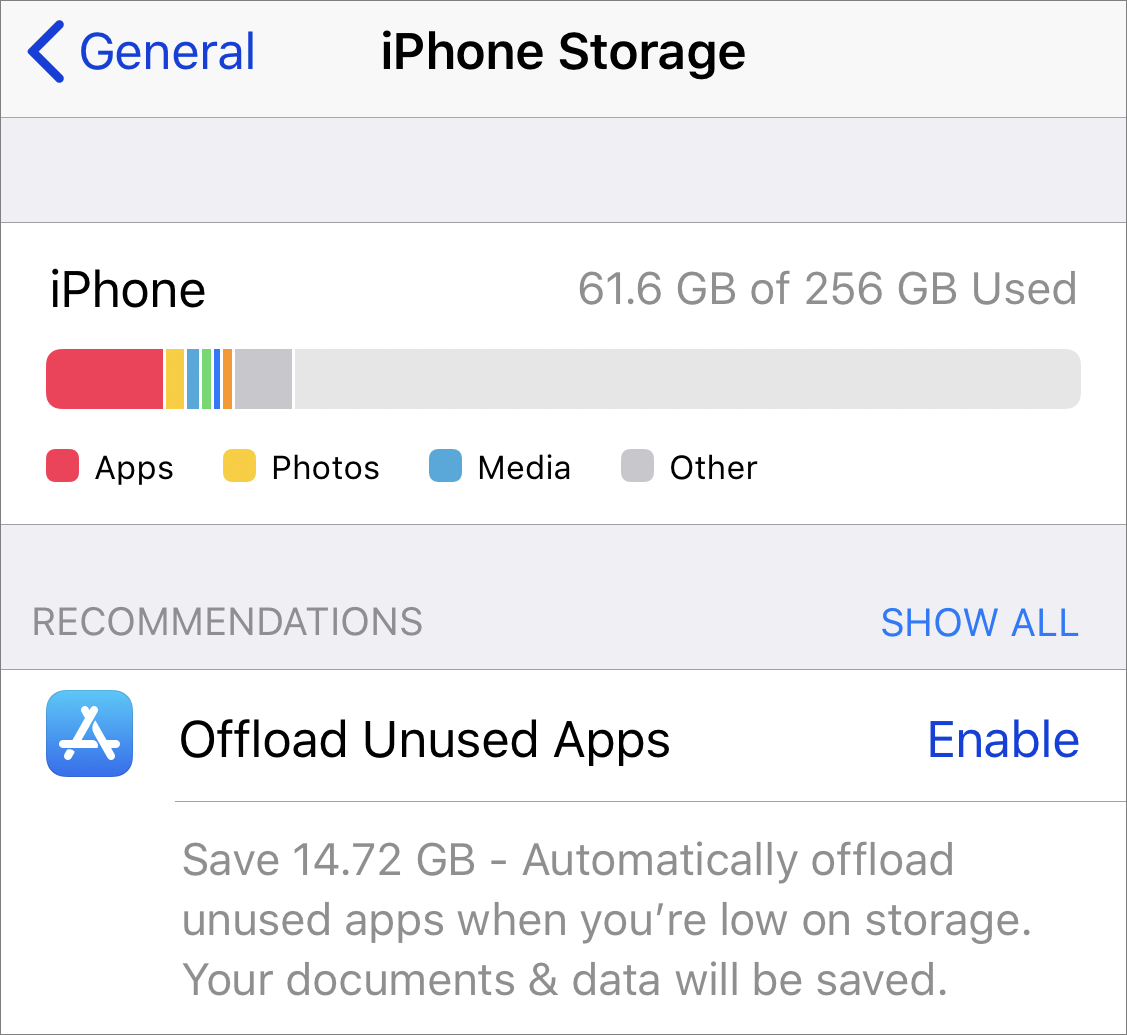 General
iPhone Storage
iPhone
61.6 GB of 256 GB Used
Apps
Photos
Media
Other
RECOMMENDATIONS
SHOW ALL
Offload Unused Apps
Enable
Save 14.72 GB - Automatically offload
unused apps when you’re low on storage.
Your documents & data will be saved.